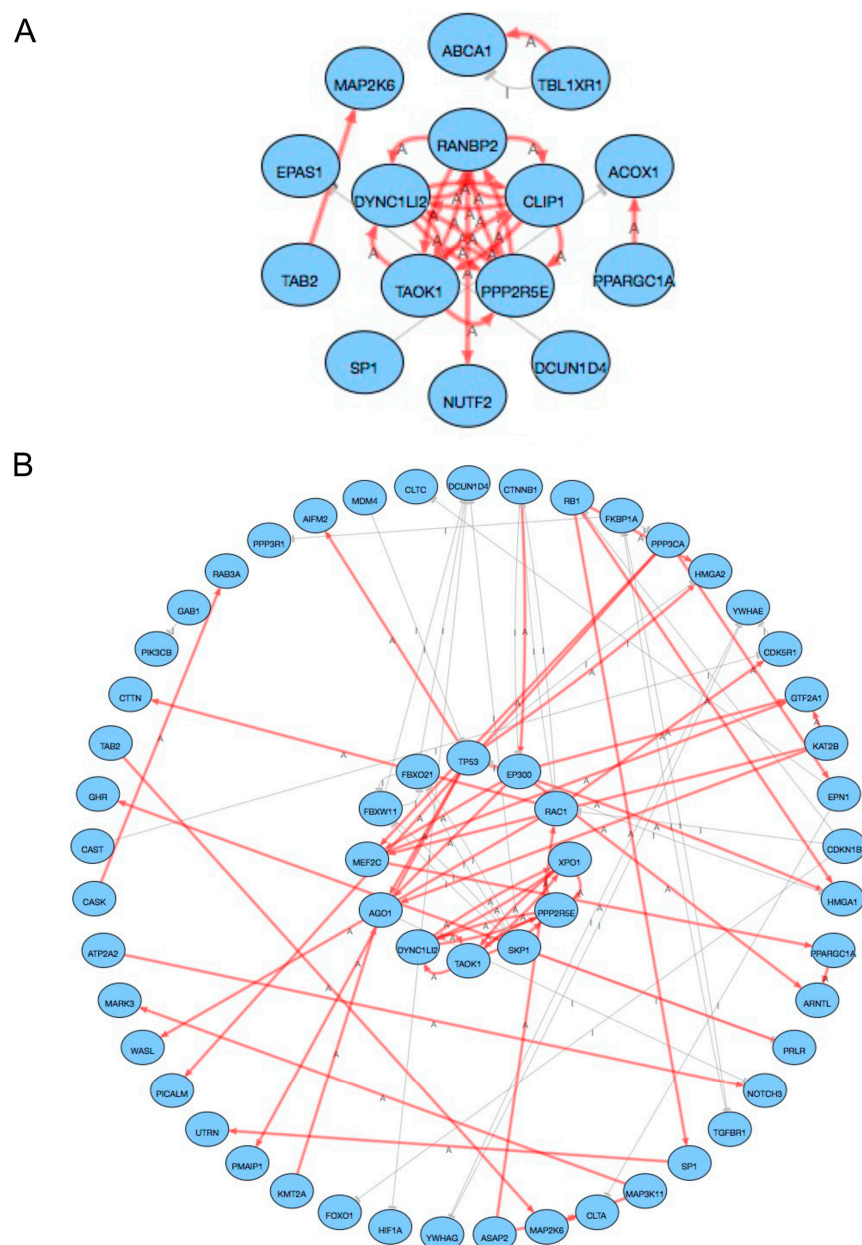 A
ABCA1
TBL1XR1
MAP2K6
RANBP2
EPAS1
ACOX1
DYNC1LI2
CLIP1
TAB2
TAOK1
PPP2R5E
PPARGC1A
SP1
NUTF2
DCUN1D4
A
I
A
A
A
A
A
A
A
B
CLTC
DCUN1D4
CTNNB1
MDM4
RB1
AIFM2
FKBP1A
PPP3R1
PPP3CA
RAB3A
HMGA2
GAB1
YWHAE
PIK3CB
CDK5R1
CTTN
GTF2A1
TAB2
KAT2B
TP53
FBXO21
EP300
GHR
EPN1
FBXW11
RAC1
CAST
CDKN1B
MEF2C
XPO1
CASK
HMGA1
AGO1
PPP2R5E
ATP2A2
DYNC1LI2
TAOK1
SKP1
PPARGC1A
MARK3
ARNTL
WASL
PRLR
PICALM
NOTCH3
UTRN
TGFBR1
PMAIP1
SP1
KMT2A
MAP3K11
FOXO1
CLTA
HIF1A
YWHAG
ASAP2
MAP2K6